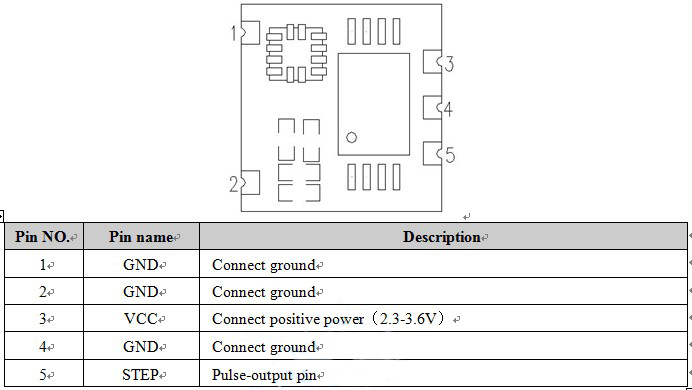 1
3
4
5
2
Pin NO. Pin name Description
1 GND Connect ground
2 GND Connect ground
3 VCC Connect positive power（2.3-3.6V）
4 GND Connect ground
5 STEP Pulse-output pin